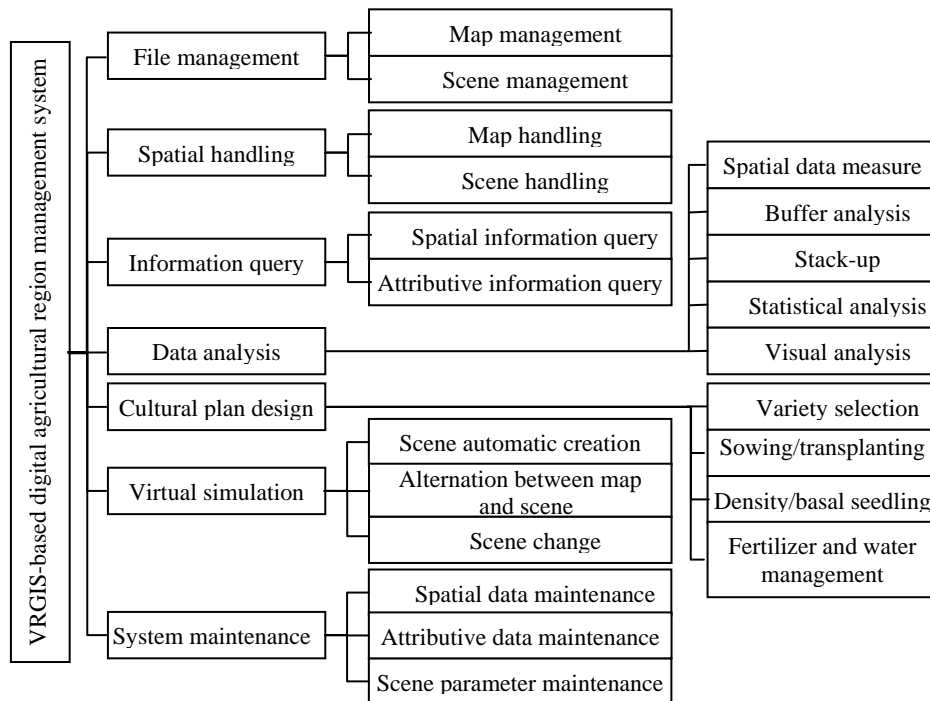 VRGIS-based digital agricultural region management system
File management
Map management
Scene management
Spatial handling
Map handling
Scene handling
Information query
Spatial information query
Attributive information query
Data analysis
Spatial data measure
Buffer analysis
Stack-up
Statistical analysis
Visual analysis
Cultural plan design
Variety selection
Sowing/transplanting
Density/basal seedling
Fertilizer and water
management
Virtual simulation
Scene automatic creation
Alternation between map
and scene
Scene change
System maintenance
Spatial data maintenance
Attributive data maintenance
Scene parameter maintenance